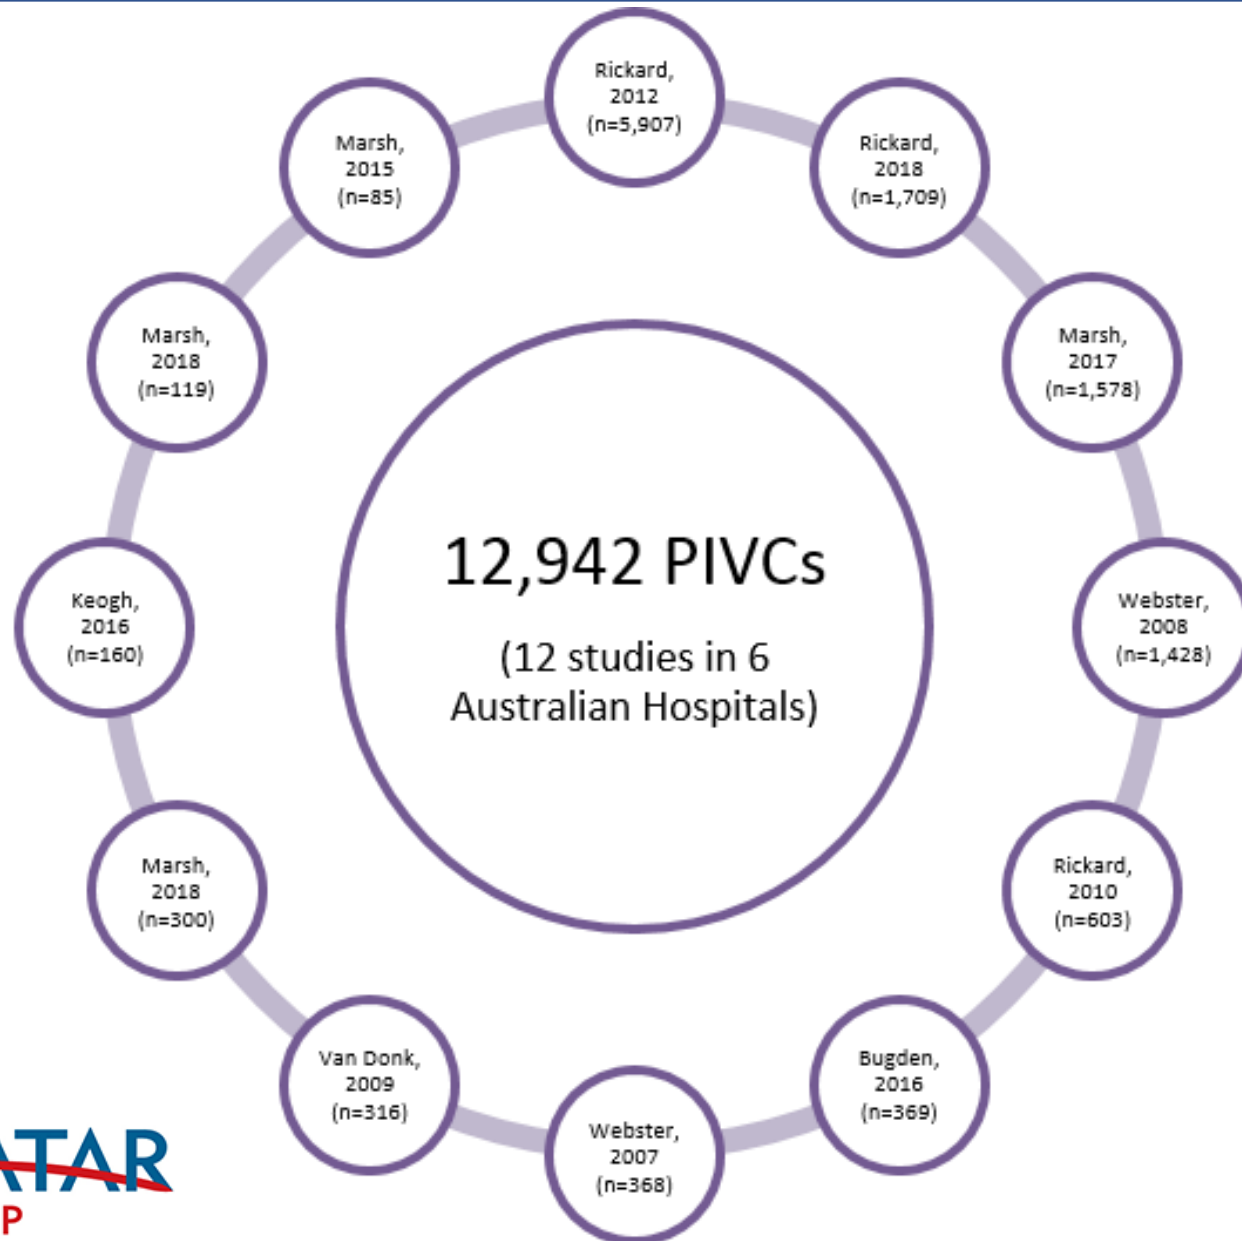 Rickard,
2012
(n=5,907)
Rickard,
2018
(n=1,709)
Marsh,
2017
(n=1,578)
Webster,
2008
(n=1,428)
Rickard,
2010
(n=603)
Bugden,
2016
(n=369)
Webster,
2007
(n=368)
Van Donk,
2009
(n=316)
Marsh,
2018
(n=300)
Keogh,
2016
(n=160)
Marsh,
2018
(n=119)
Marsh,
2015
(n=85)
12,942 PIVCs
(12 studies in 6
Australian Hospitals)
ATAR
P